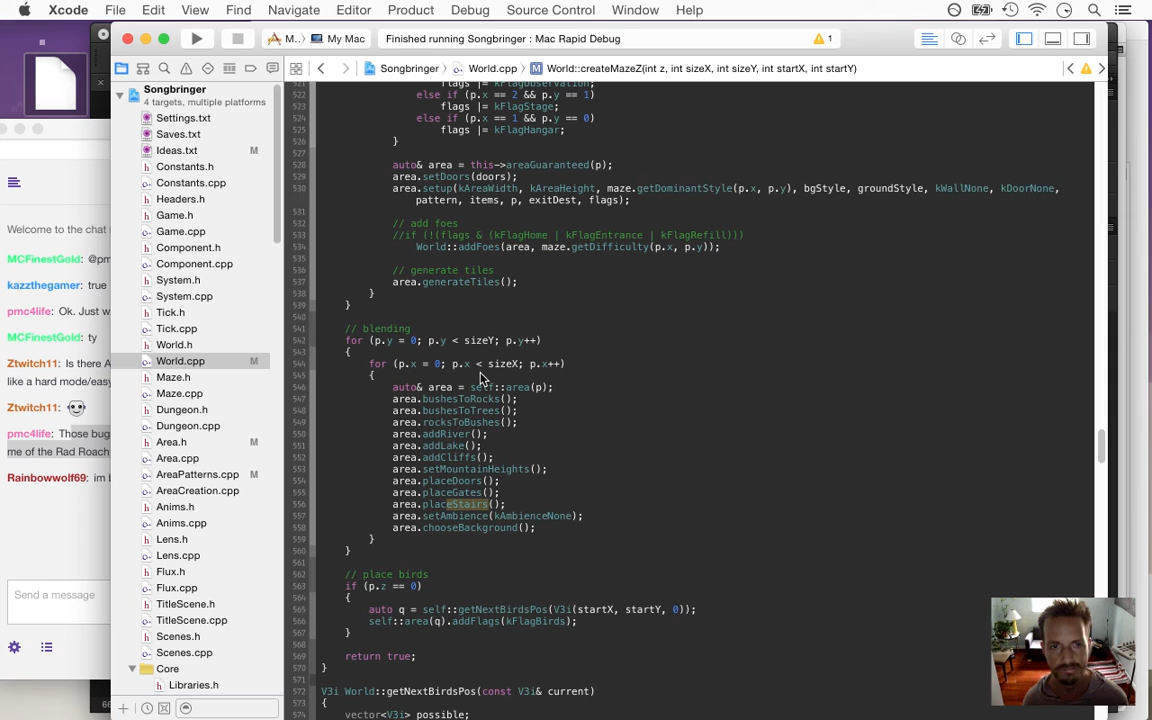 Xcode File Edit View Find Navigate Editor Product Debug Source Control Window Help
M... My Mac
Finished running Songbringer : Mac Rapid Debug
1
Songbringer World.cpp M World::createMazeZ(int z, int sizeX, int sizeY, int startX, int startY)
Welcome to the chat
MCFinestGold: @pm
kazzthegamer: true
pmc4life: Ok. Just w
MCFinestGold: ty
Ztwitch11: Is there A
like a hard mode/easy
Ztwitch11:
pmc4life: Those bug
me of the Rad Roach
Rainbowwolf69: im b
Send a message
Songbringer
4 targets, multiple platforms
Settings.txt
Saves.txt
Ideas.txt M
Constants.h
Constants.cpp
Headers.h
Game.h
Game.cpp
Component.h
Component.cpp
System.h
System.cpp
Tick.h
Tick.cpp
World.h
World.cpp M
Maze.h
Maze.cpp
Dungeon.h
Dungeon.cpp
Area.h M
Area.cpp
AreaPatterns.cpp M
AreaCreation.cpp
Anims.h
Anims.cpp
Lens.h
Lens.cpp
Flux.h
Flux.cpp
TitleScene.h
TitleScene.cpp
Scenes.h
Scenes.cpp
Core
Libraries.h
521 flags |= kFlagObservation;
522 else if (p.x == 2 && p.y == 1)
523 flags |= kFlagStage;
524 else if (p.x == 1 && p.y == 0)
525 flags |= kFlagHangar;
526 }
527
528 auto& area = this->areaGuaranteed(p);
529 area.setDoors(doors);
530 area.setup(kAreaWidth, kAreaHeight, maze.getDominantStyle(p.x, p.y), bgStyle, groundStyle, kWallNone, kDoorNone,
pattern, items, p, exitDest, flags);
531
532 // add foes
533 //if (!(flags & (kFlagHome | kFlagEntrance | kFlagRefill)))
534 World::addFoes(area, maze.getDifficulty(p.x, p.y));
535
536 // generate tiles
537 area.generateTiles();
538 }
539 }
540
541 // blending
542 for (p.y = 0; p.y < sizeY; p.y++)
543 {
544 for (p.x = 0; p.x < sizeX; p.x++)
545 {
546 auto& area = self::area(p);
547 area.bushesToRocks();
548 area.bushesToTrees();
549 area.rocksToBushes();
550 area.addRiver();
551 area.addLake();
552 area.addCliffs();
553 area.setMountainHeights();
554 area.placeDoors();
555 area.placeGates();
556 area.placeStairs();
557 area.setAmbience(kAmbienceNone);
558 area.chooseBackground();
559 }
560 }
561
562 // place birds
563 if (p.z == 0)
564 {
565 auto q = self::getNextBirdsPos(V3i(startX, startY, 0));
566 self::area(q).addFlags(kFlagBirds);
567 }
568
569 return true;
570 }
571
572 V3i World::getNextBirdsPos(const V3i& current)
573 {
574 vector<V3i> possible;